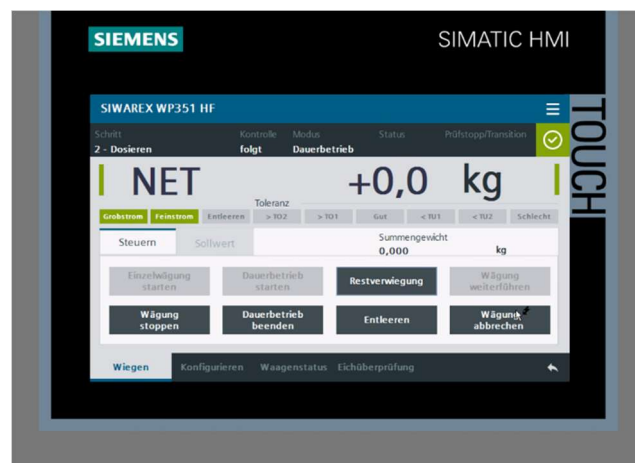 SIEMENS
SIMATIC HMI
TOUCH
SIWAREX WP351 HF
Schritt Kontrolle Modus Status Prüfstopp/Transition
2 - Dosieren folgt Dauerbetrieb
NET +0,0 kg
Toleranz
Grobstrom Feinstrom Entleeren > TO2 > TO1 Gut < TU1 < TU2 Schlecht
Steuern Sollwert Summengewicht
0,000 kg
Einzelwägung starten Dauerbetrieb starten Restverwiegung Wägung weiterführen
Wägung stoppen Dauerbetrieb beenden Entleeren Wägung abbrechen
Wiegen Konfigurieren Waagenstatus Eichüberprüfung